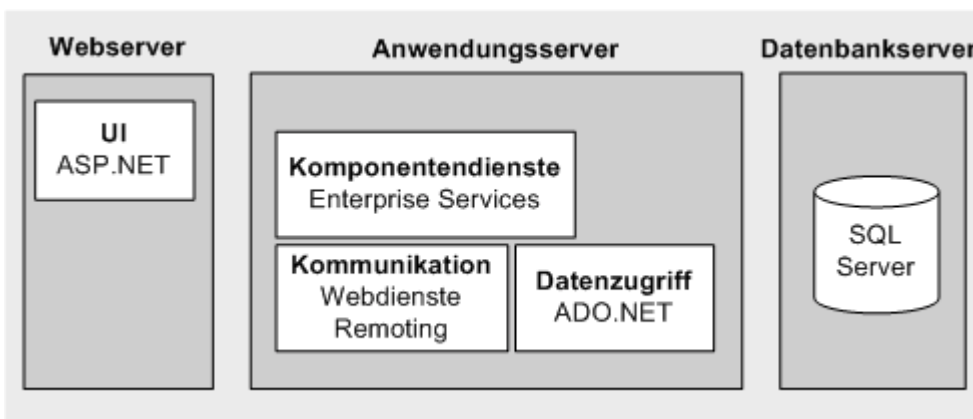 Webserver
Anwendungsserver
Datenbankserver
UI
ASP.NET
Komponentendienste
Enterprise Services
Kommunikation
Webdienste
Remoting
Datenzugriff
ADO.NET
SQL
Server